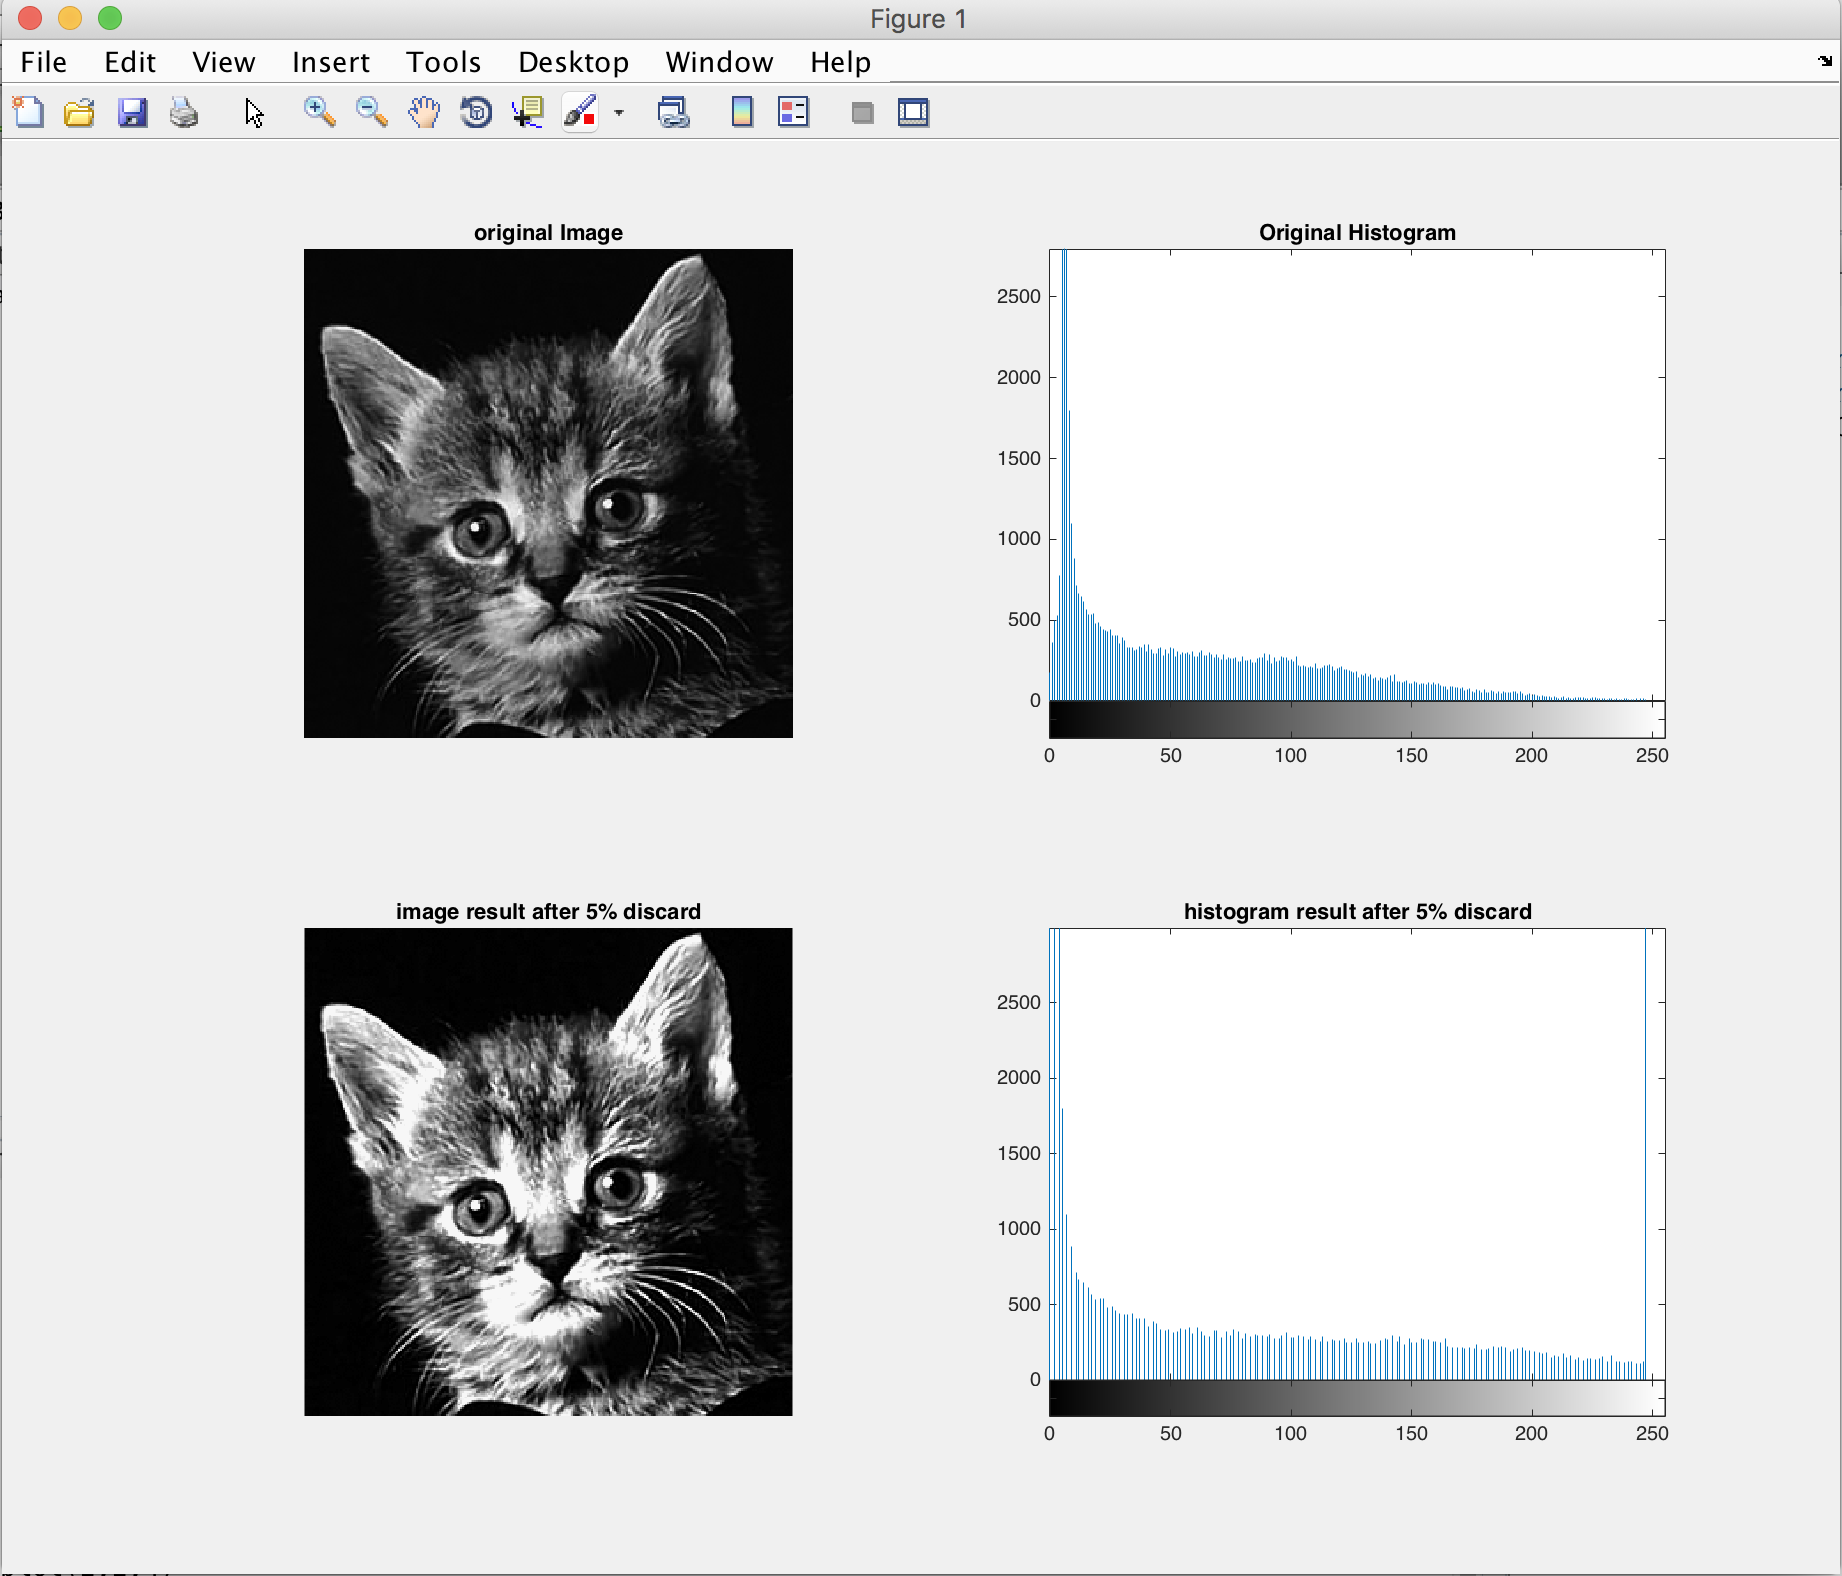 Figure 1
File Edit View Insert Tools Desktop Window Help
original Image
Original Histogram
2500
2000
1500
1000
500
0
0 50 100 150 200 250
image result after 5% discard
histogram result after 5% discard
2500
2000
1500
1000
500
0
0 50 100 150 200 250